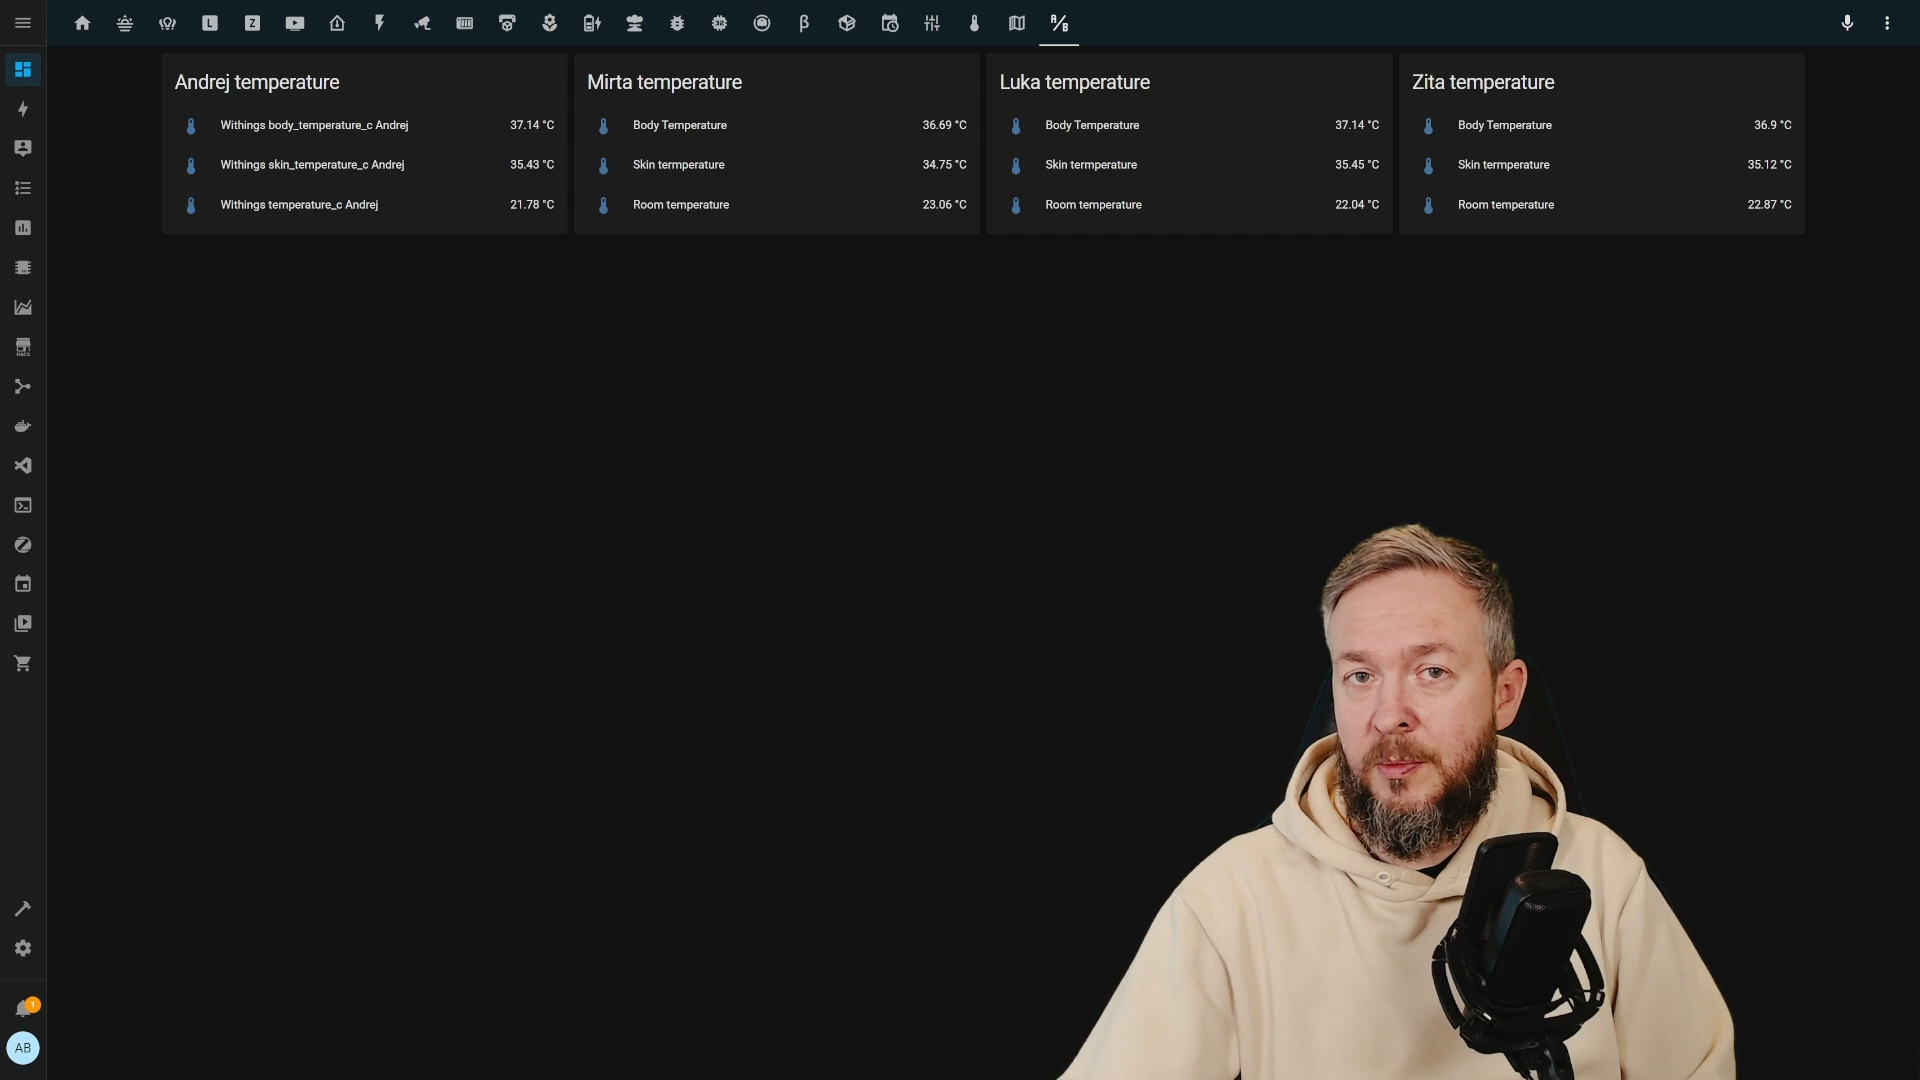 L
Z
3D
β
A/B
Andrej temperature
Withings body_temperature_c Andrej 37.14 °C
Withings skin_temperature_c Andrej 35.43 °C
Withings temperature_c Andrej 21.78 °C
Mirta temperature
Body Temperature 36.69 °C
Skin termperature 34.75 °C
Room temperature 23.06 °C
Luka temperature
Body Temperature 37.14 °C
Skin termperature 35.45 °C
Room temperature 22.04 °C
Zita temperature
Body Temperature 36.9 °C
Skin termperature 35.12 °C
Room temperature 22.87 °C
HACS
1
AB